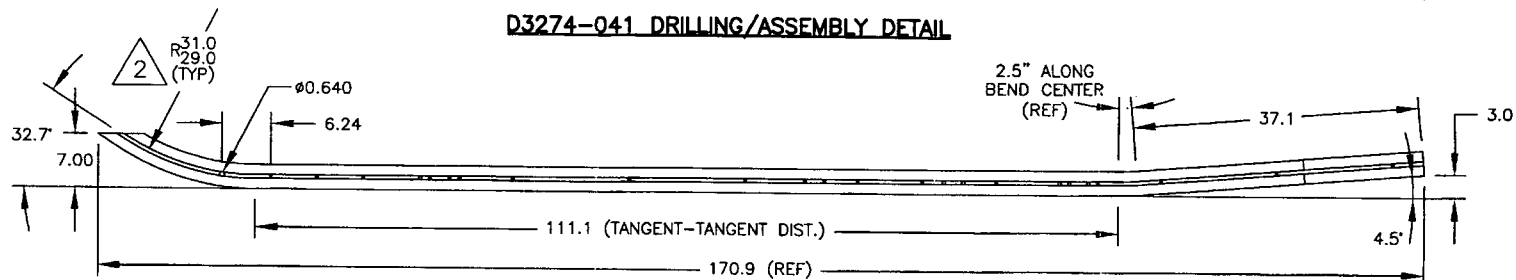 D3274-041 DRILLING/ASSEMBLY DETAIL
2
R31.0
29.0
(TYP)
ø0.640
6.24
32.7°
7.00
2.5" ALONG
BEND CENTER
(REF)
37.1
3.0
111.1 (TANGENT-TANGENT DIST.)
4.5°
170.9 (REF)